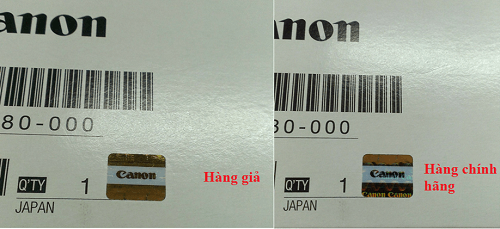 anon
80-000
Canon
Q'TY 1
JAPAN
Hàng giả
anon
80-000
Canon
Canon Canon
Q'TY 1
JAPAN
Hàng chính
hãng